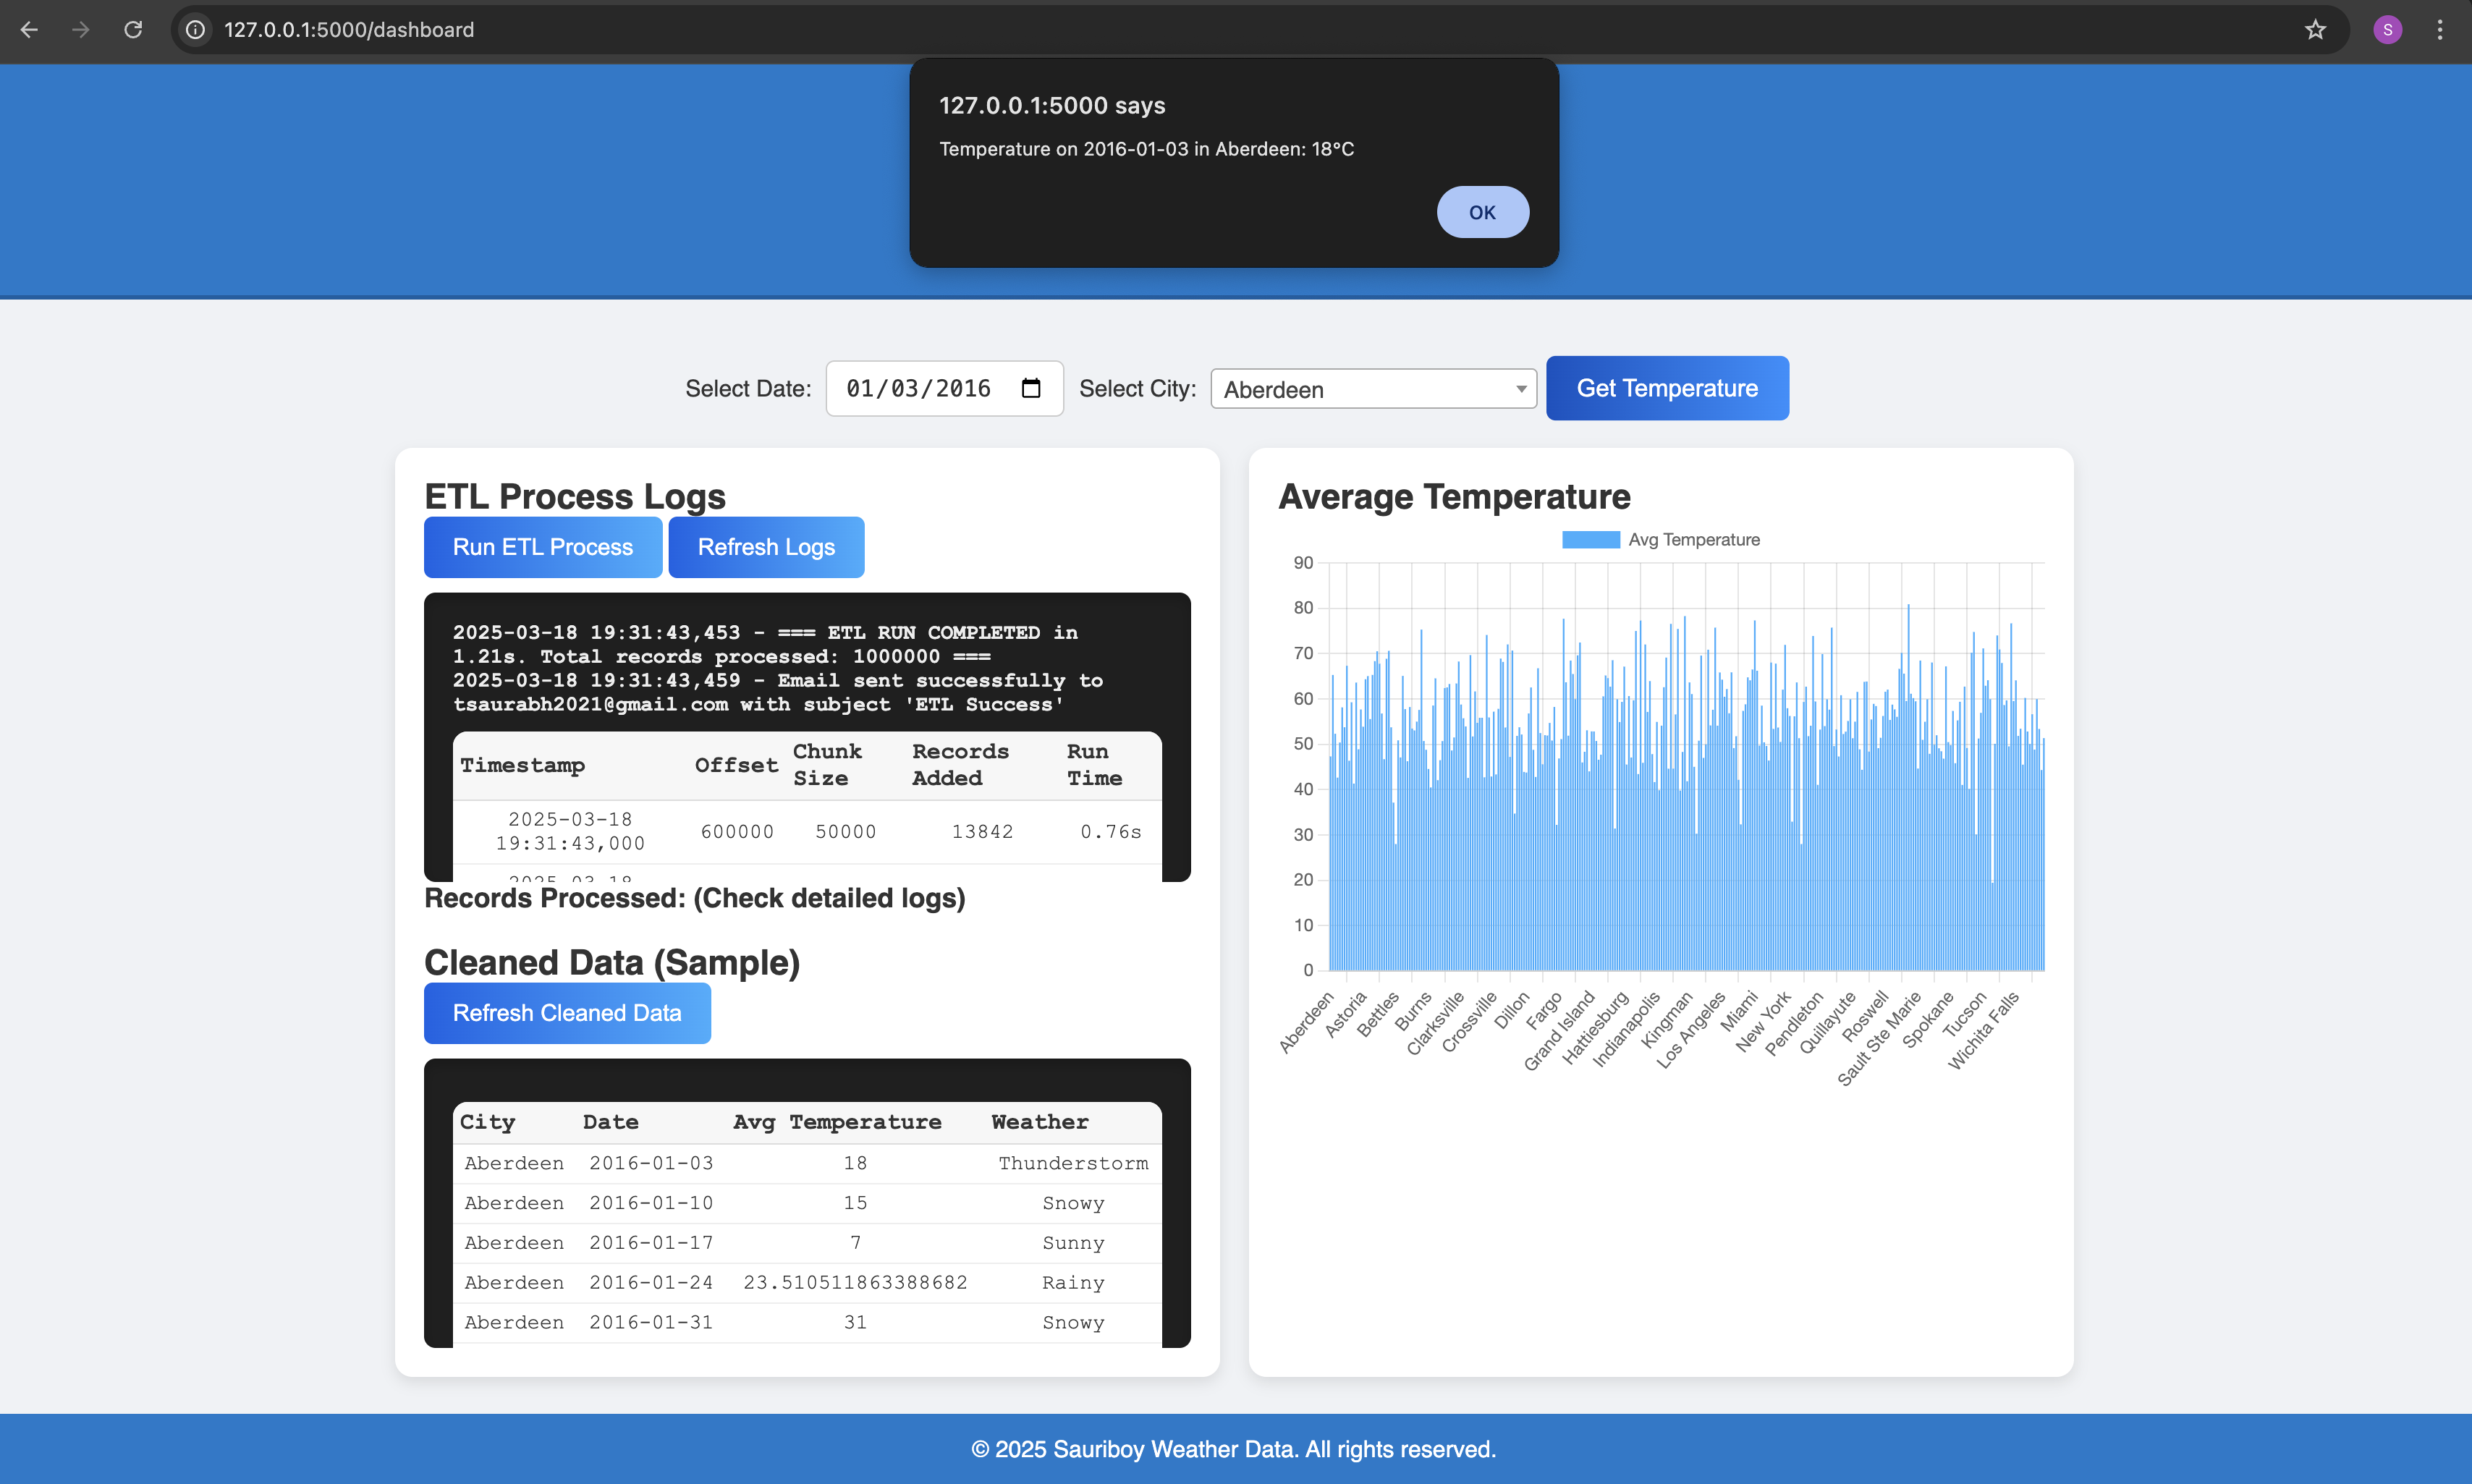 127.0.0.1:5000/dashboard
S
127.0.0.1:5000 says
Temperature on 2016-01-03 in Aberdeen: 18°C
OK
Select Date: 01/03/2016 Select City: Aberdeen Get Temperature
ETL Process Logs
Run ETL Process Refresh Logs
2025-03-18 19:31:43,453 - === ETL RUN COMPLETED in
1.21s. Total records processed: 1000000 ===
2025-03-18 19:31:43,459 - Email sent successfully to
tsaurabh2021@gmail.com with subject 'ETL Success'
Timestamp Offset Chunk Size Records Added Run Time
2025-03-18 19:31:43,000 600000 50000 13842 0.76s
2025-03-18
Records Processed: (Check detailed logs)
Cleaned Data (Sample)
Refresh Cleaned Data
City Date Avg Temperature Weather
Aberdeen 2016-01-03 18 Thunderstorm
Aberdeen 2016-01-10 15 Snowy
Aberdeen 2016-01-17 7 Sunny
Aberdeen 2016-01-24 23.510511863388682 Rainy
Aberdeen 2016-01-31 31 Snowy
Average Temperature
Avg Temperature
90
80
70
60
50
40
30
20
10
0
Aberdeen
Astoria
Bettles
Burns
Clarksville
Crossville
Dillon
Fargo
Grand Island
Hattiesburg
Indianapolis
Kingman
Los Angeles
Miami
New York
Pendleton
Quillayute
Roswell
Sault Ste Marie
Spokane
Tucson
Wichita Falls
© 2025 Sauriboy Weather Data. All rights reserved.